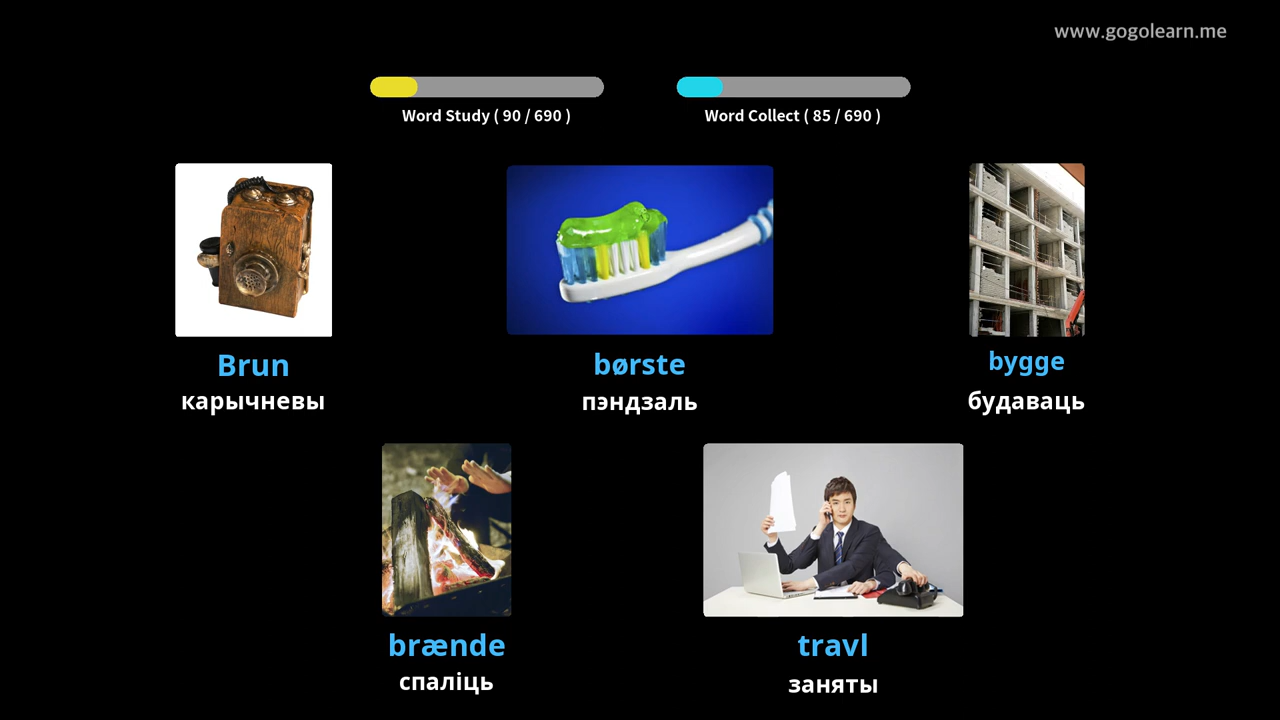 www.gogolearn.me
Word Study ( 90 / 690 )
Word Collect ( 85 / 690 )
Brun
карычневы
børste
пэндзаль
bygge
будаваць
brænde
спаліць
travl
заняты